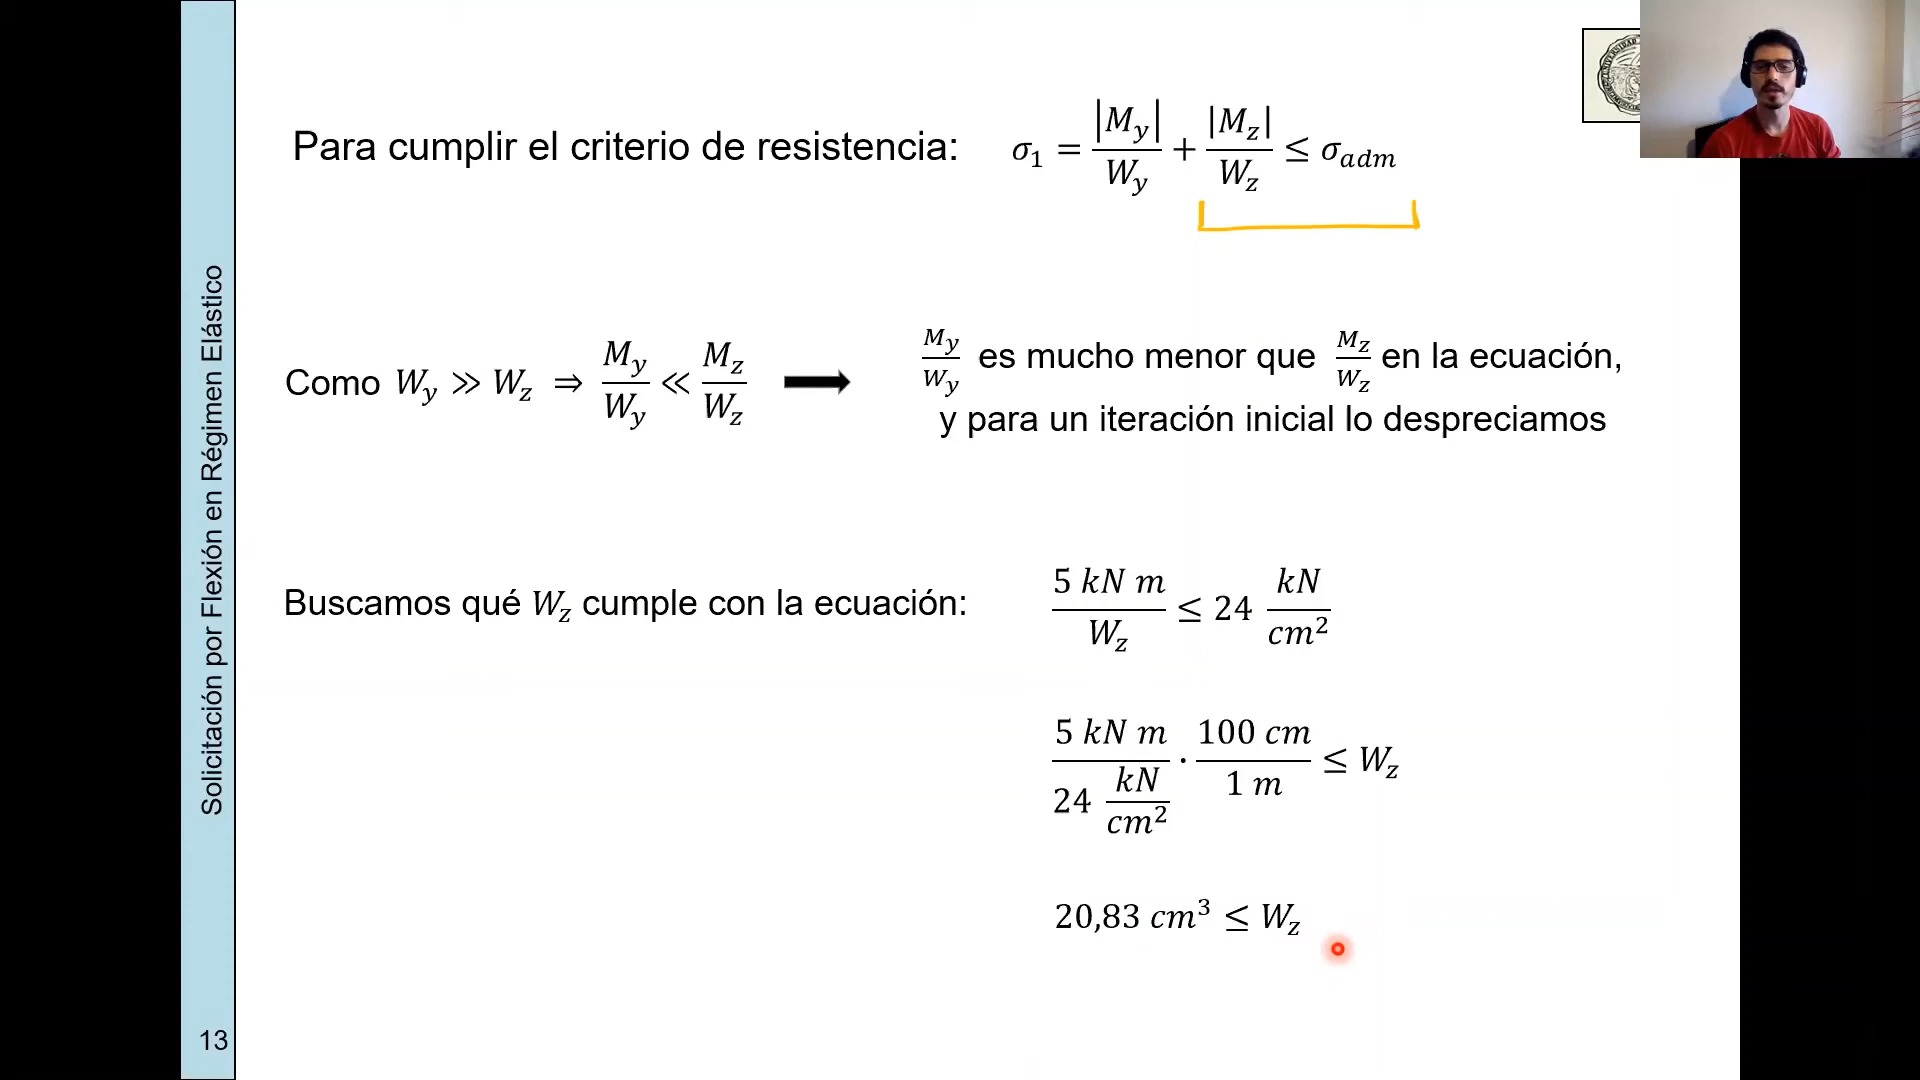 Para cumplir el criterio de resistencia: σ₁ = |M_y|/W_y + |M_z|/W_z ≤ σ_adm
Como W_y ≫ W_z ⇒ M_y/W_y ≪ M_z/W_z
M_y/W_y es mucho menor que M_z/W_z en la ecuación,
y para un iteración inicial lo despreciamos
Buscamos qué W_z cumple con la ecuación: 5 kN m/W_z ≤ 24 kN/cm²
5 kN m/(24 kN/cm²) · 100 cm/1 m ≤ W_z
20,83 cm³ ≤ W_z
Solicitación por Flexión en Régimen Elástico
13